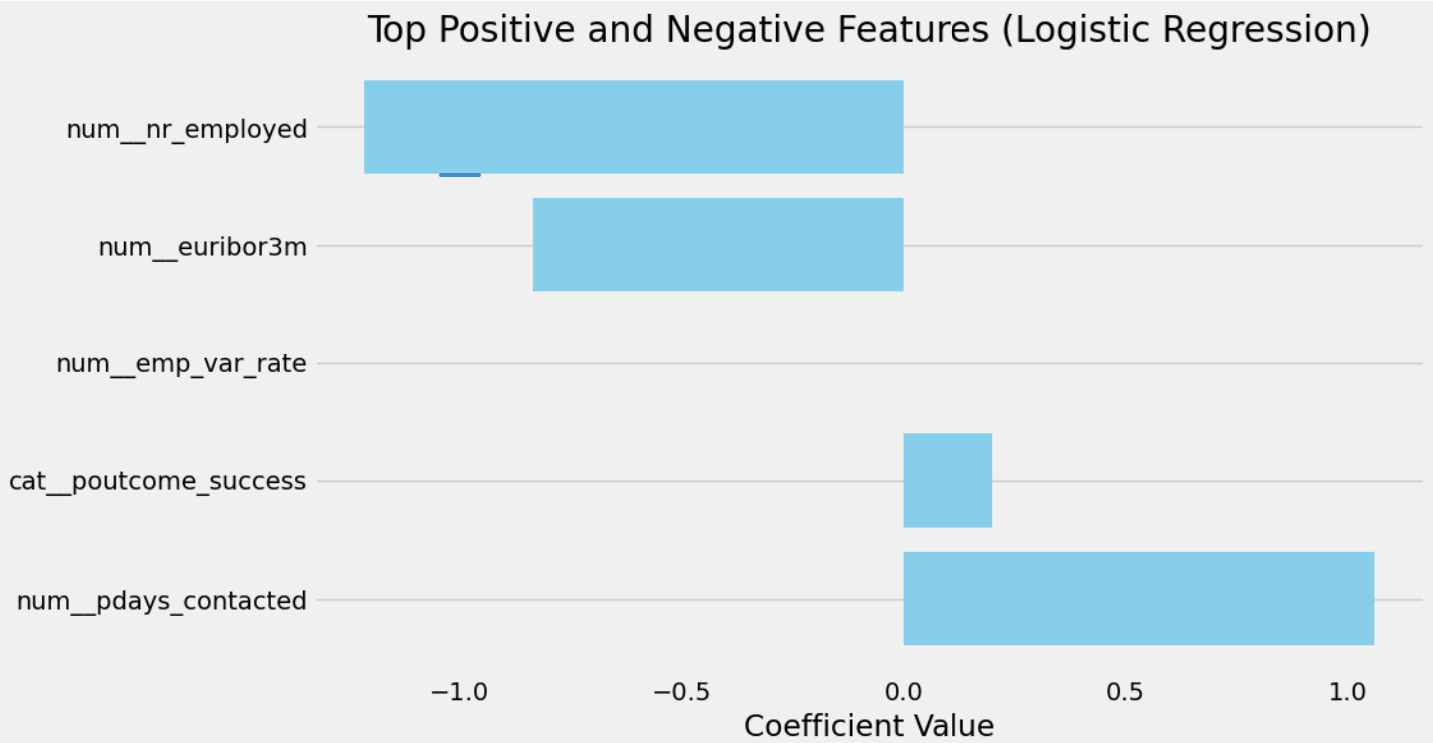 Top Positive and Negative Features (Logistic Regression)
num__nr_employed
num__euribor3m
num__emp_var_rate
cat__poutcome_success
num__pdays_contacted
−1.0 −0.5 0.0 0.5 1.0
Coefficient Value